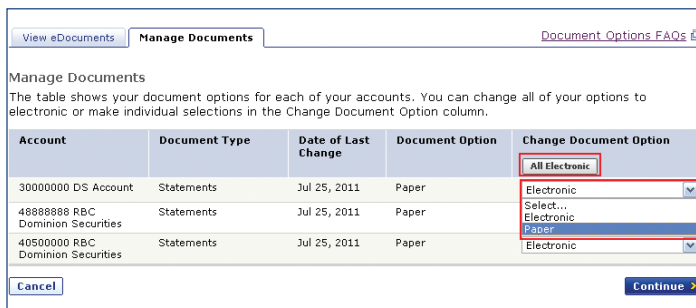 View eDocuments
Manage Documents
Document Options FAQs
Manage Documents
The table shows your document options for each of your accounts. You can change all of your options to
electronic or make individual selections in the Change Document Option column.
Account Document Type Date of Last Change Document Option Change Document Option
All Electronic
30000000 DS Account Statements Jul 25, 2011 Paper Electronic
Select...
Electronic
Paper
48888888 RBC Dominion Securities Statements Jul 25, 2011 Paper
40500000 RBC Dominion Securities Statements Jul 25, 2011 Paper Electronic
Cancel
Continue